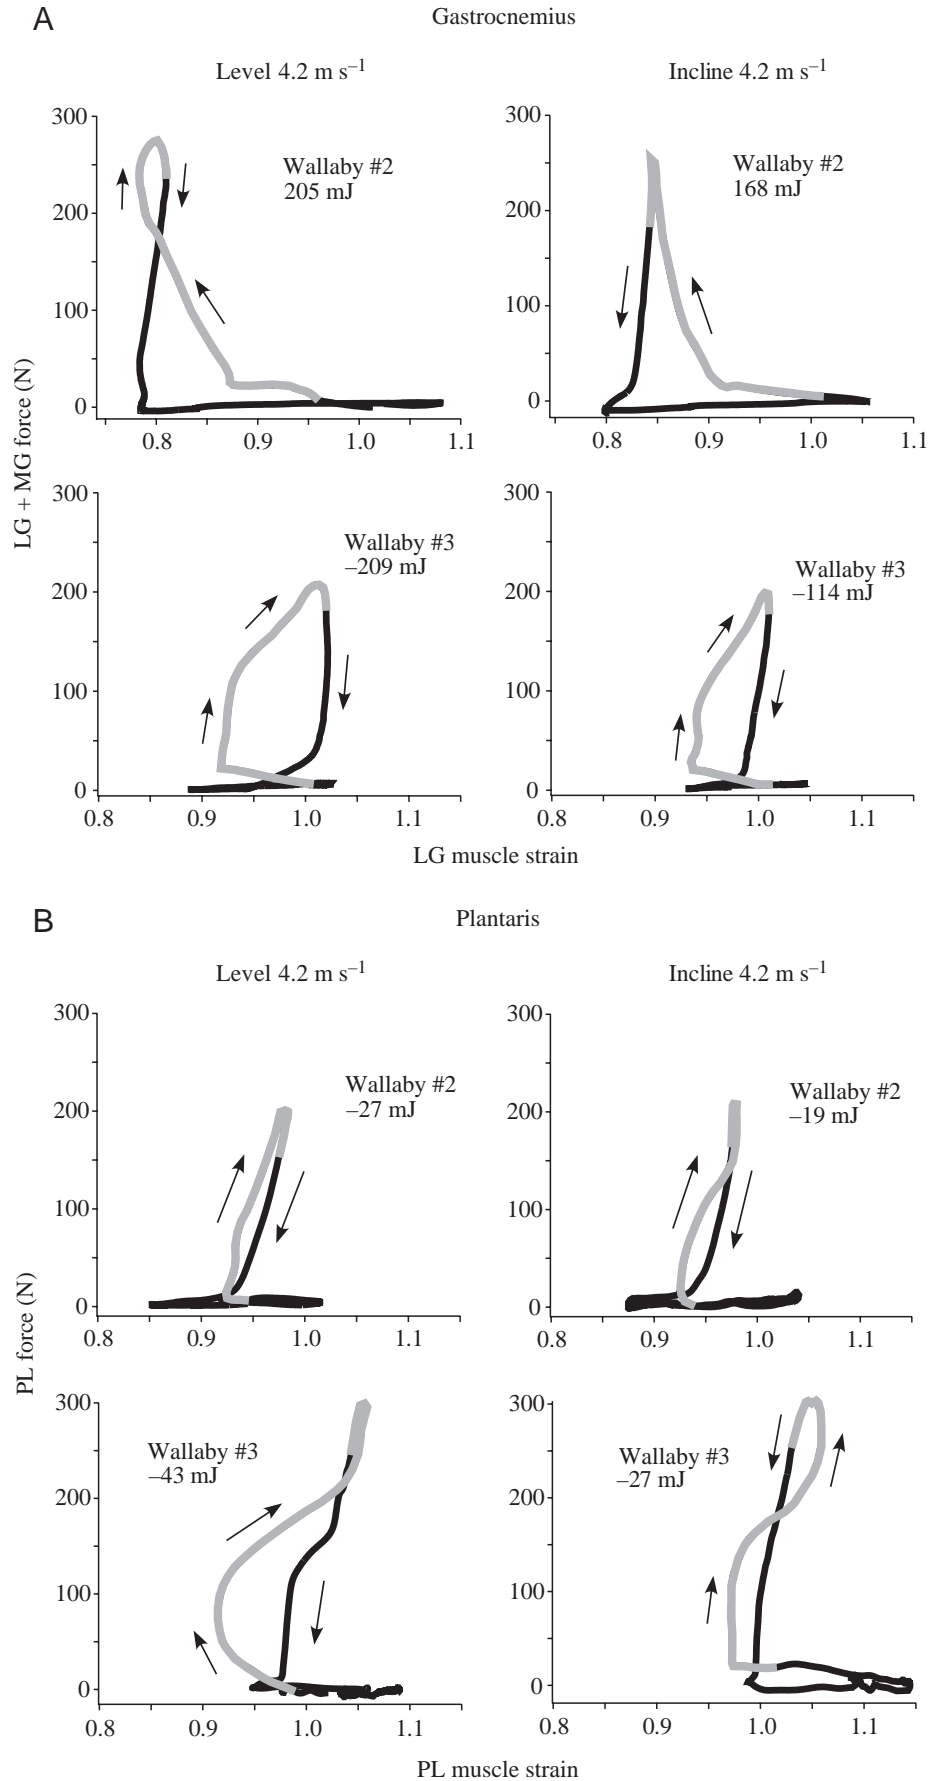 A
Gastrocnemius
Level 4.2 m s–1
Incline 4.2 m s–1
300
200
100
0
Wallaby #2
205 mJ
0.8 0.9 1.0 1.1
300
200
100
0
Wallaby #2
168 mJ
0.8 0.9 1.0 1.1
LG + MG force (N)
300
200
100
0
Wallaby #3
–209 mJ
0.8 0.9 1.0 1.1
300
200
100
0
Wallaby #3
–114 mJ
0.8 0.9 1.0 1.1
LG muscle strain
B
Plantaris
Level 4.2 m s–1
Incline 4.2 m s–1
300
200
100
0
Wallaby #2
–27 mJ
0.8 0.9 1.0 1.1
300
200
100
0
Wallaby #2
–19 mJ
0.8 0.9 1.0 1.1
PL force (N)
300
200
100
0
Wallaby #3
–43 mJ
0.8 0.9 1.0 1.1
300
200
100
0
Wallaby #3
–27 mJ
0.8 0.9 1.0 1.1
PL muscle strain